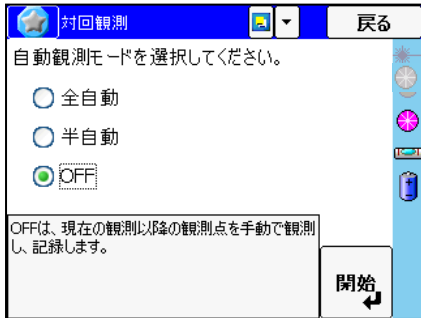 対回観測
戻る
自動観測モードを選択してください。
全自動
半自動
OFF
OFFは、現在の観測以降の観測点を手動で観測
し、記録します。
開始